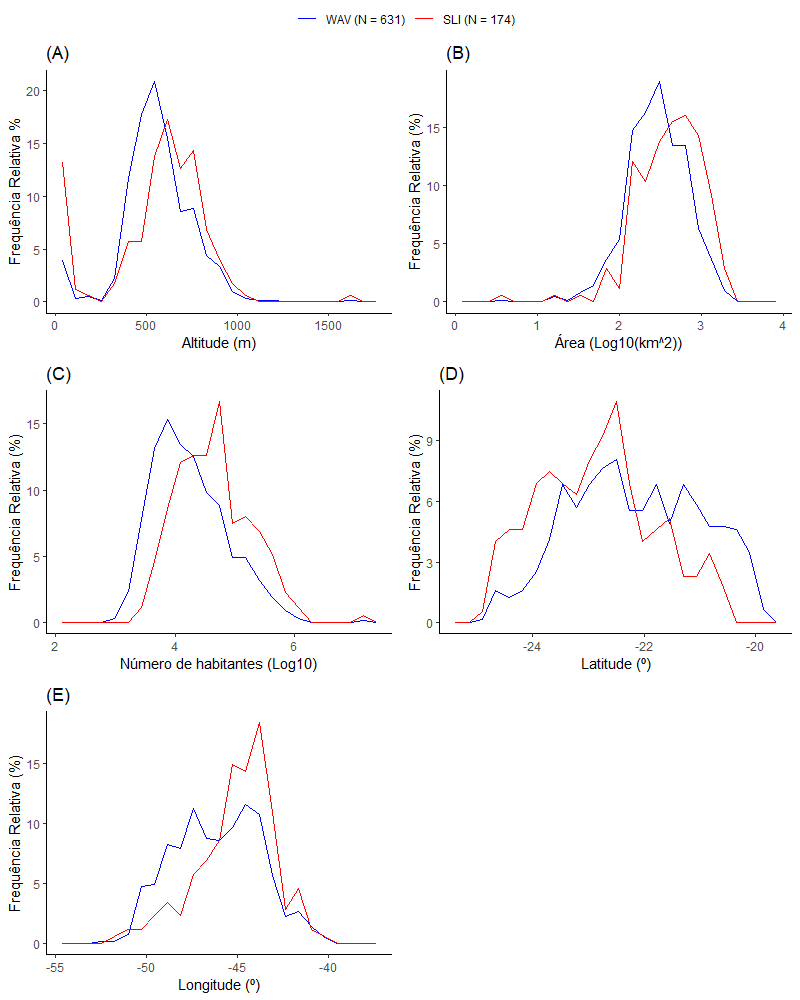 WAV (N = 631) SLI (N = 174)
(A)
Frequência Relativa %
20
15
10
5
0
0 500 1000 1500
Altitude (m)
(B)
Frequência Relativa (%)
15
10
5
0
0 1 2 3 4
Área (Log10(km^2))
(C)
Frequência Relativa (%)
15
10
5
0
2 4 6
Número de habitantes (Log10)
(D)
Frequência Relativa (%)
9
6
3
0
-24 -22 -20
Latitude (º)
(E)
Frequência Relativa (%)
15
10
5
0
-55 -50 -45 -40
Longitude (º)